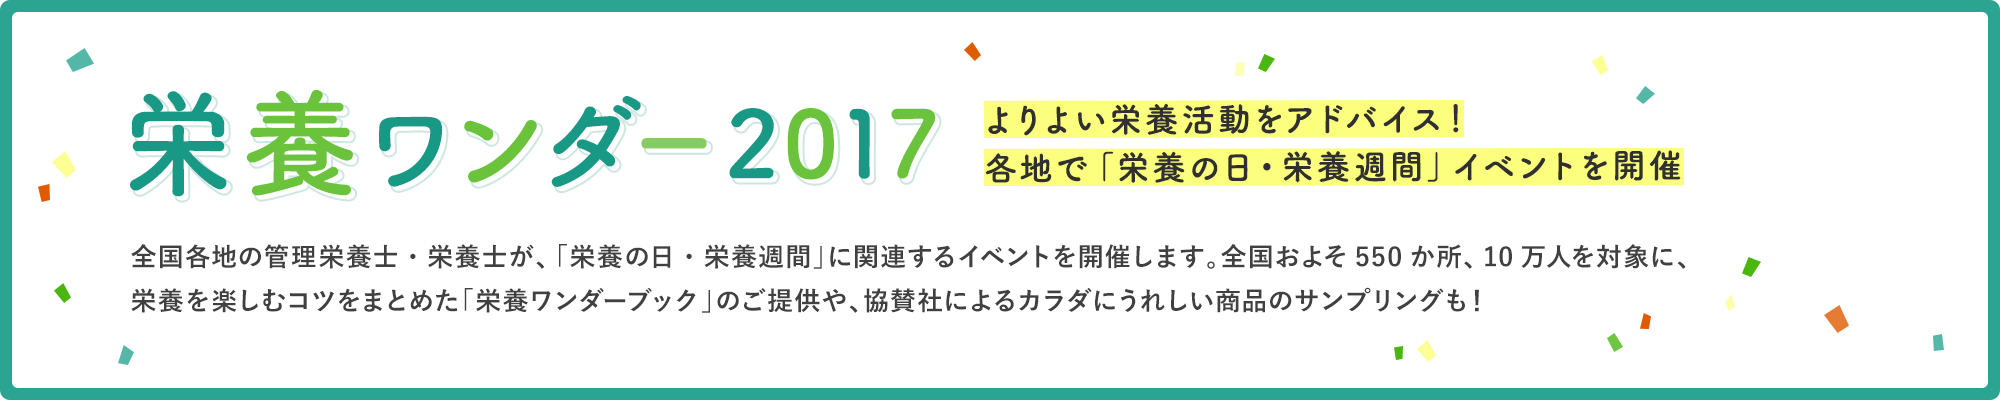 栄養ワンダー2017
よりよい栄養活動をアドバイス！
各地で「栄養の日・栄養週間」イベントを開催
全国各地の管理栄養士・栄養士が、「栄養の日・栄養週間」に関連するイベントを開催します。全国およそ 550 か所、10 万人を対象に、
栄養を楽しむコツをまとめた「栄養ワンダーブック」のご提供や、協賛社によるカラダにうれしい商品のサンプリングも！